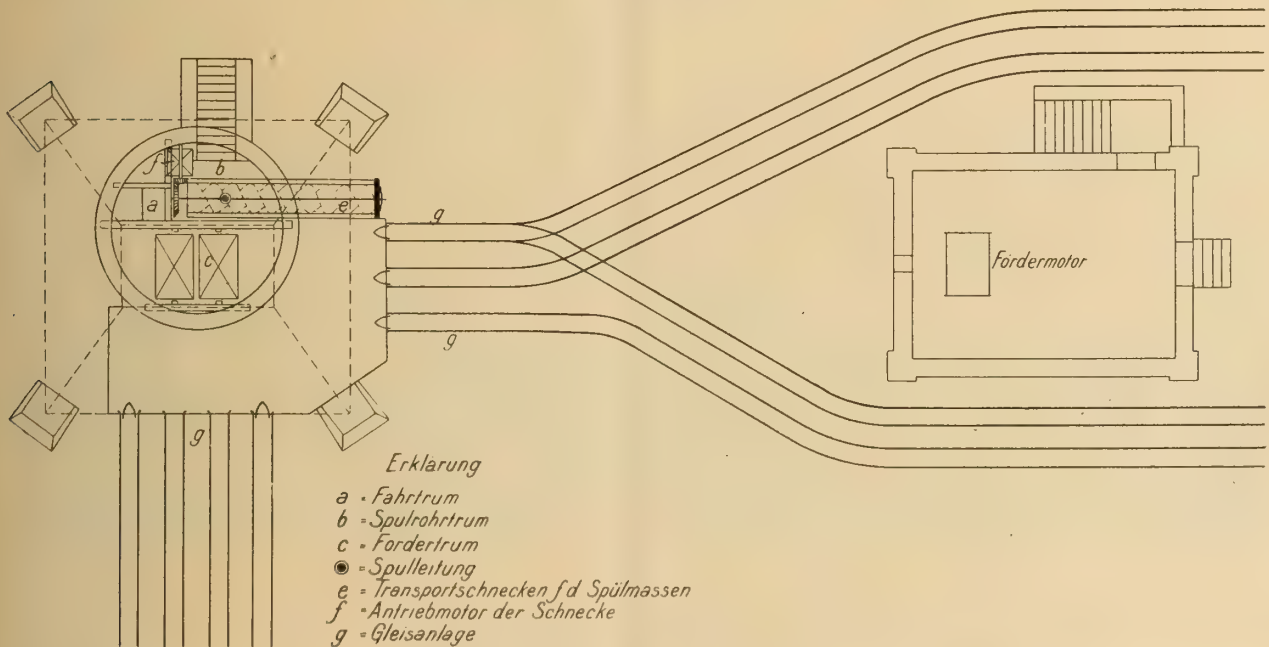 f
b
a
e
g
c
Fördermotor
g
g
Erklarung
a = Fahrtrum
b = Spulrohrtrum
c = Fordertrum
◉ = Spulleitung
e = Transportschnecken f d Spülmassen
f = Antriebmotor der Schnecke
g = Gleisanlage